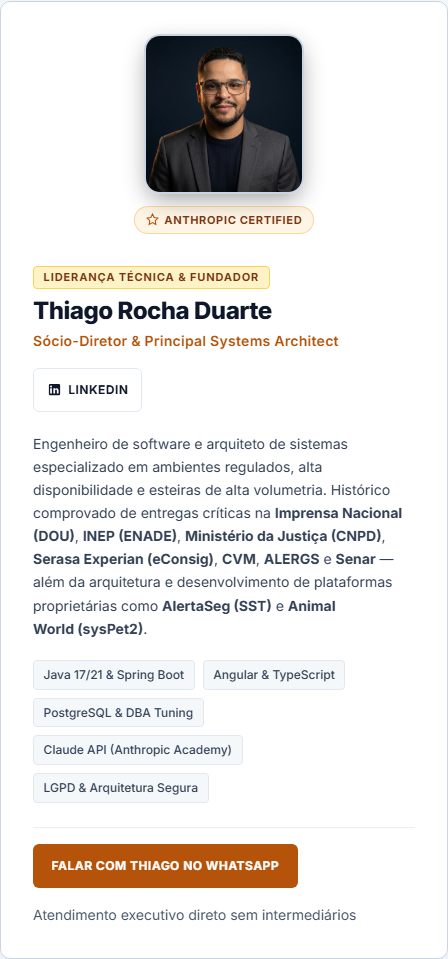 ANTHROPIC CERTIFIED
LIDERANÇA TÉCNICA & FUNDADOR
Thiago Rocha Duarte
Sócio-Diretor & Principal Systems Architect
LINKEDIN
Engenheiro de software e arquiteto de sistemas
especializado em ambientes regulados, alta
disponibilidade e esteiras de alta volumetria. Histórico
comprovado de entregas críticas na Imprensa Nacional
(DOU), INEP (ENADE), Ministério da Justiça (CNPD),
Serasa Experian (eConsig), CVM, ALERGS e Senar —
além da arquitetura e desenvolvimento de plataformas
proprietárias como AlertaSeg (SST) e Animal
World (sysPet2).
Java 17/21 & Spring Boot
Angular & TypeScript
PostgreSQL & DBA Tuning
Claude API (Anthropic Academy)
LGPD & Arquitetura Segura
FALAR COM THIAGO NO WHATSAPP
Atendimento executivo direto sem intermediários